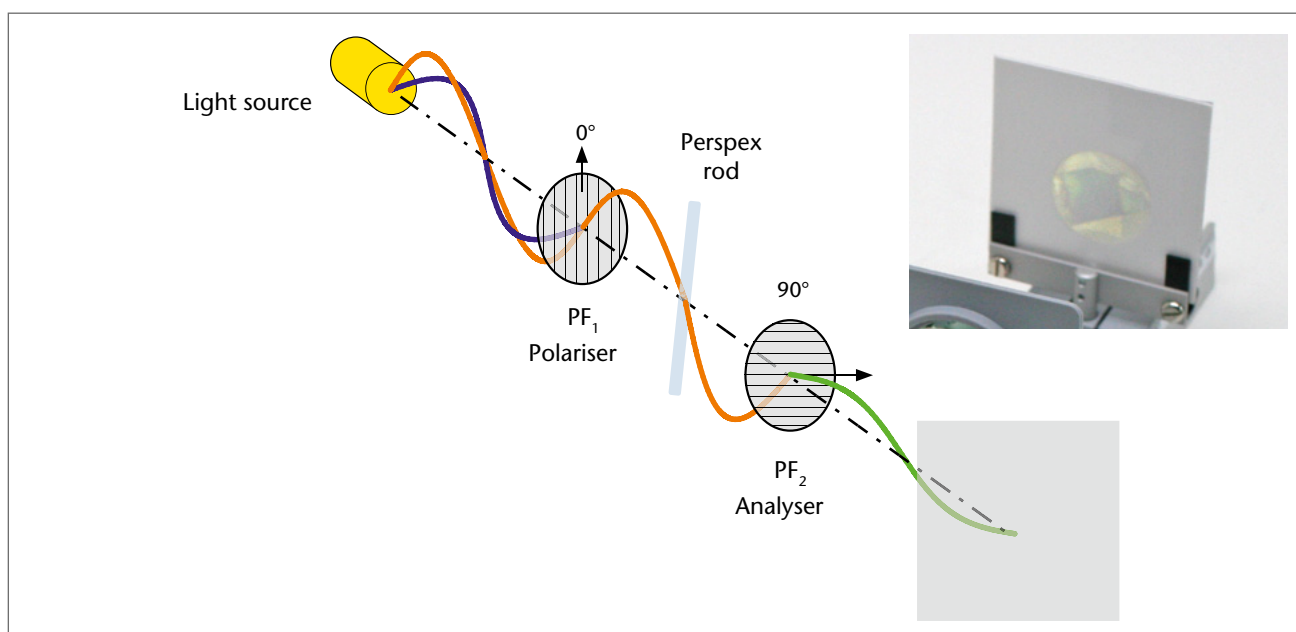 Light source
0°
Perspex
rod
PF₁
Polariser
90°
PF₂
Analyser